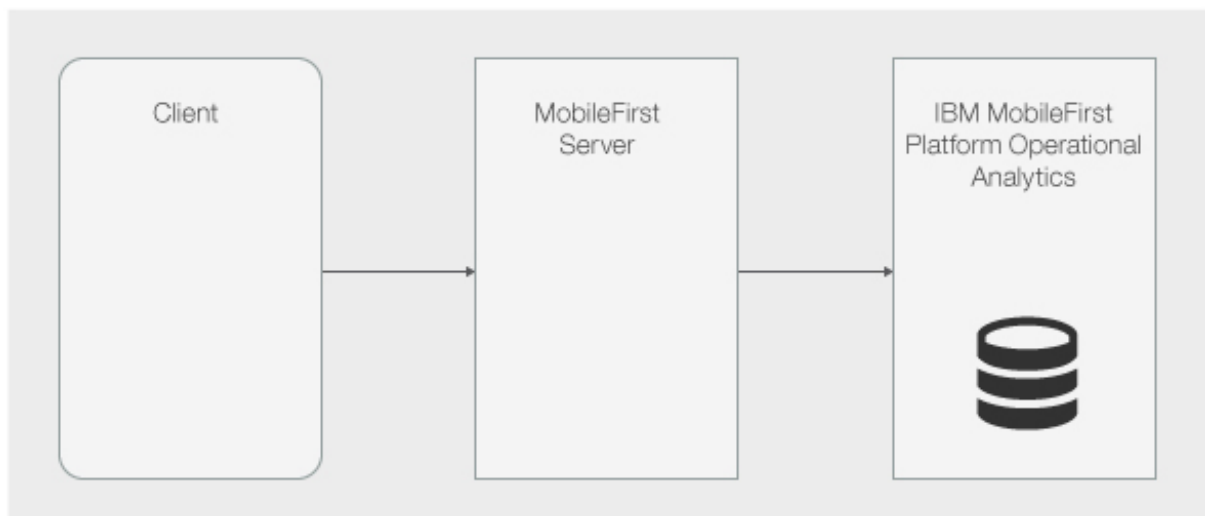 Client
MobileFirst
Server
IBM MobileFirst
Platform Operational
Analytics